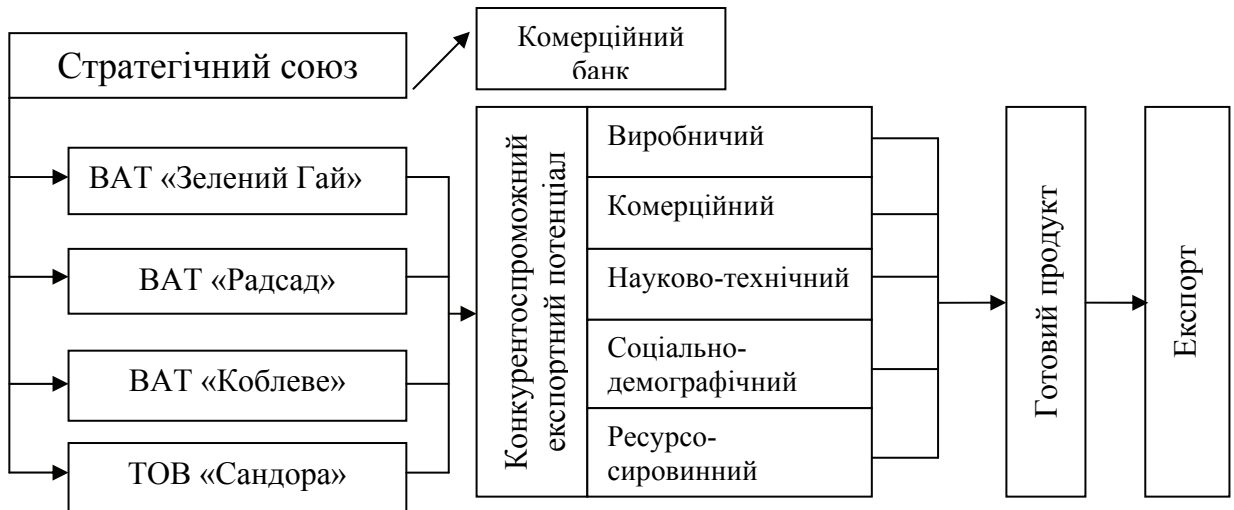 Стратегічний союз
Комерційний
банк
ВАТ «Зелений Гай»
ВАТ «Радсад»
ВАТ «Коблеве»
ТОВ «Сандора»
Конкурентоспроможний
експортний потенціал
Виробничий
Комерційний
Науково-технічний
Соціально-
демографічний
Ресурсо-
сировинний
Готовий продукт
Експорт